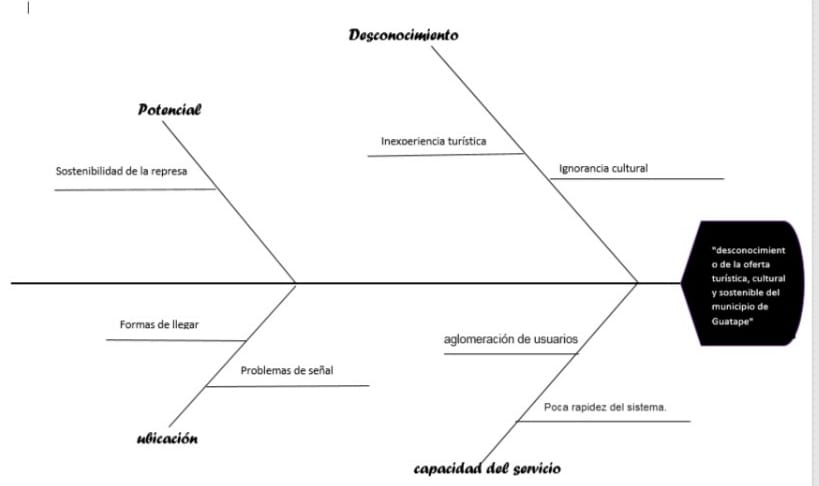 Desconocimiento
Potencial
Inexperiencia turística
Sostenibilidad de la represa
Ignorancia cultural
"desconocimient
o de la oferta
turística, cultural
y sostenible del
municipio de
Guatape"
Formas de llegar
aglomeración de usuarios
Problemas de señal
Poca rapidez del sistema.
ubicación
capacidad del servicio